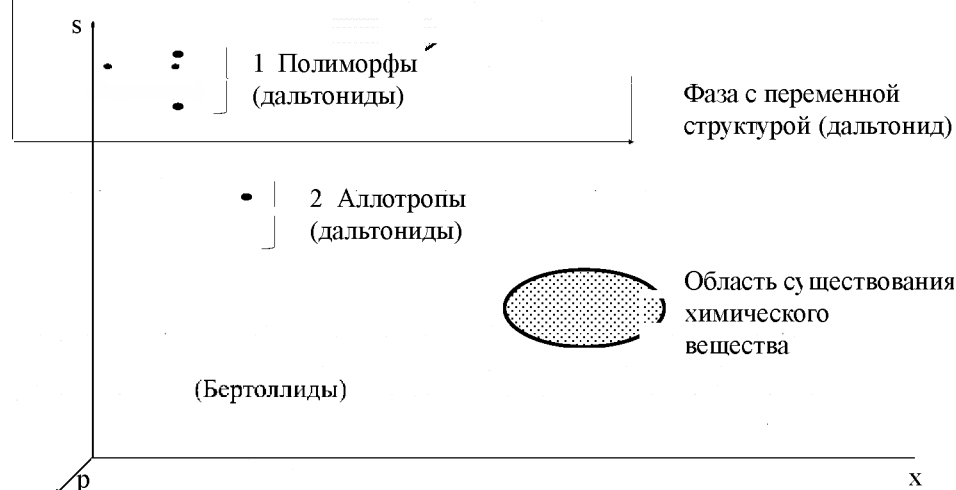 s
1 Полиморфы
(дальтониды)
Фаза с переменной
структурой (дальтонид)
2 Аллотропы
(дальтониды)
Область существования
химического
вещества
(Бертоллиды)
p
x